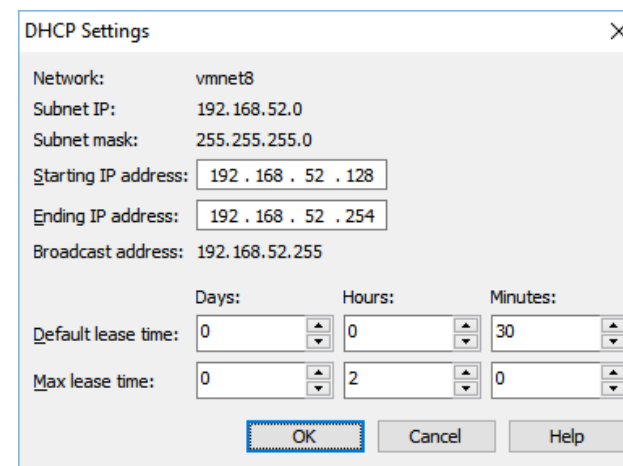 DHCP Settings
Network: vmnet8
Subnet IP: 192.168.52.0
Subnet mask: 255.255.255.0
Starting IP address: 192 . 168 . 52 . 128
Ending IP address: 192 . 168 . 52 . 254
Broadcast address: 192.168.52.255
Days: Hours: Minutes:
Default lease time: 0 0 30
Max lease time: 0 2 0
OK Cancel Help